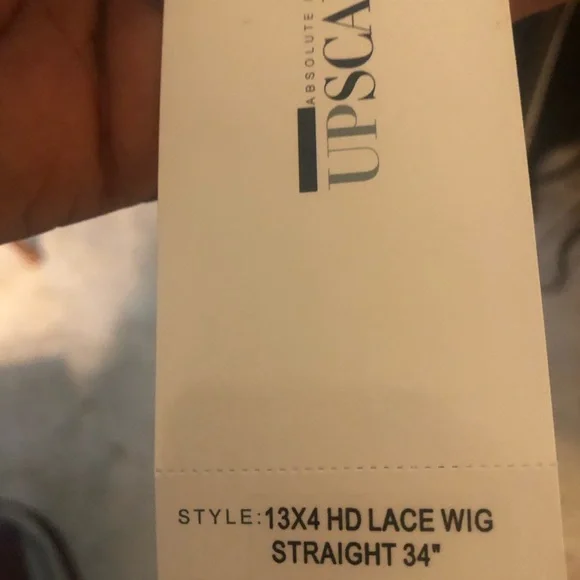 ABSOLUTE
UPSCA
STYLE:13X4 HD LACE WIG
STRAIGHT 34"